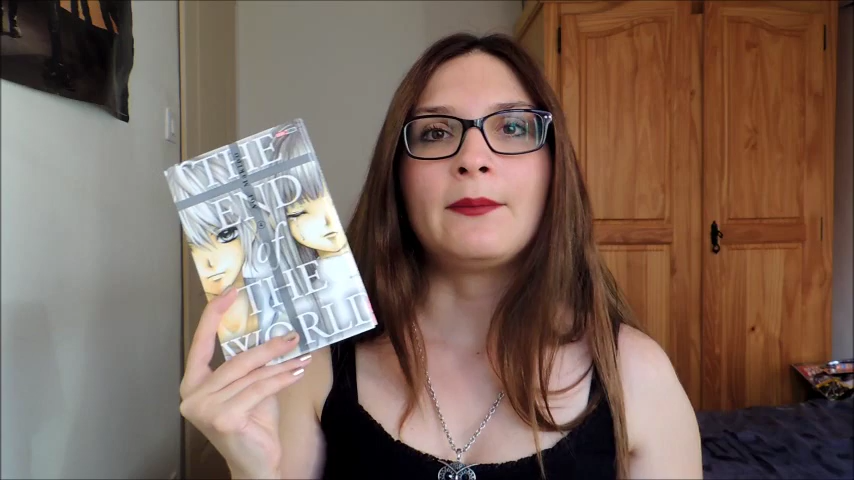 THE
END
of
THE
WORLD